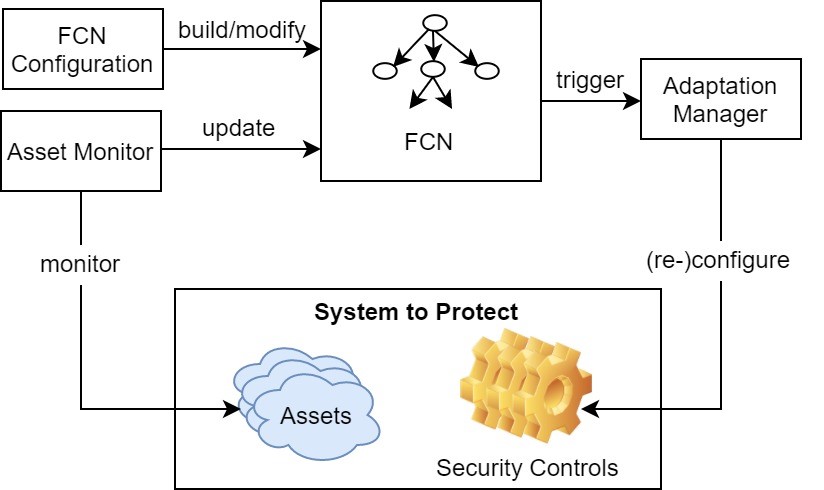 FCN
Configuration
build/modify
FCN
trigger
Adaptation
Manager
Asset Monitor
update
monitor
(re-)configure
System to Protect
Assets
Security Controls